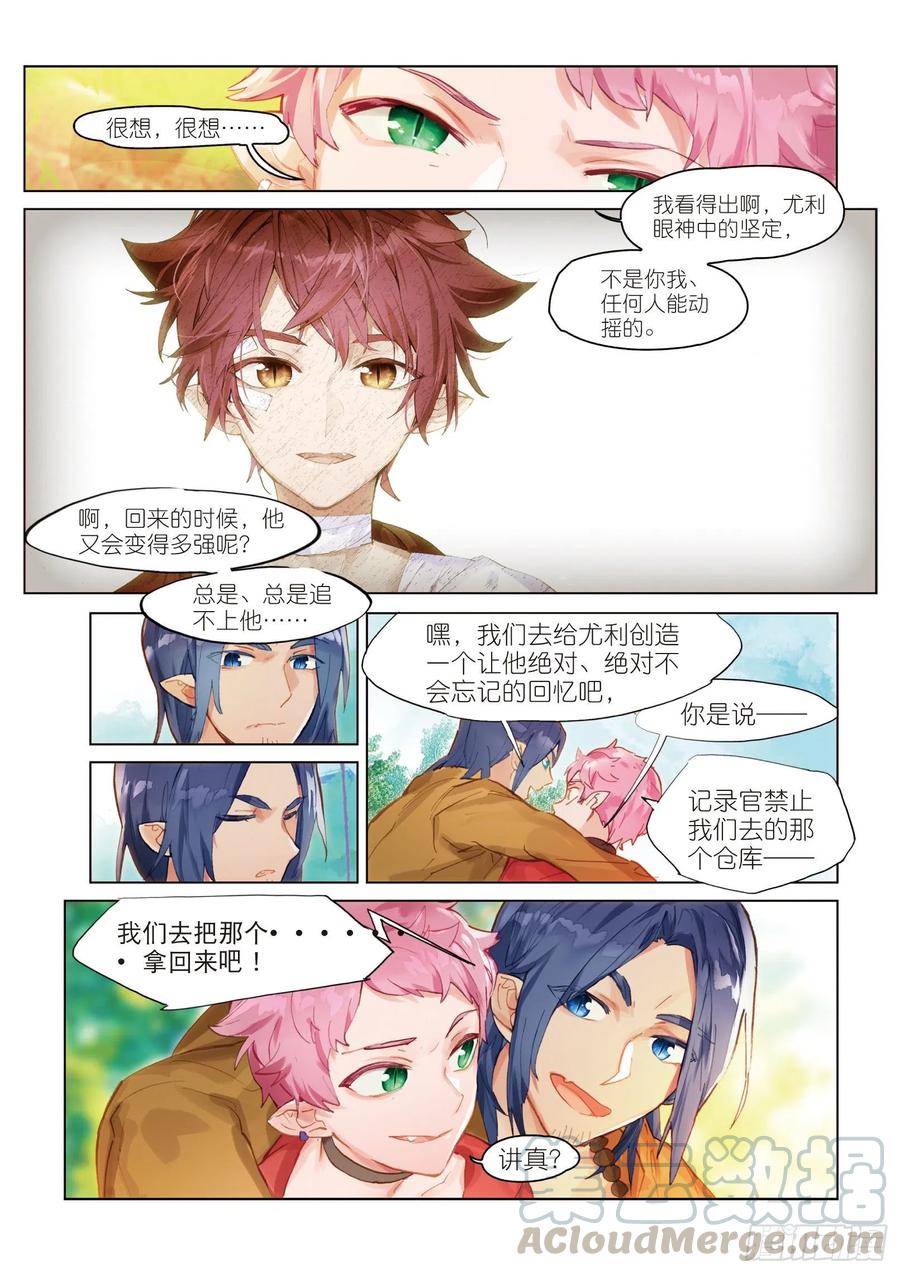 很想，很想……
我看得出啊，尤利
眼神中的坚定，
不是你我、
任何人能动
摇的。
啊，回来的时候，他
又会变得多强呢？
总是、总是追
不上他……
嘿，我们去给尤利创造
一个让他绝对、绝对不
会忘记的回忆吧，
你是说——
记录官禁止
我们去的那
个仓库——
我们去把那个•••••••
•拿回来吧！
讲真？
集云数据
AcloudMerge.com